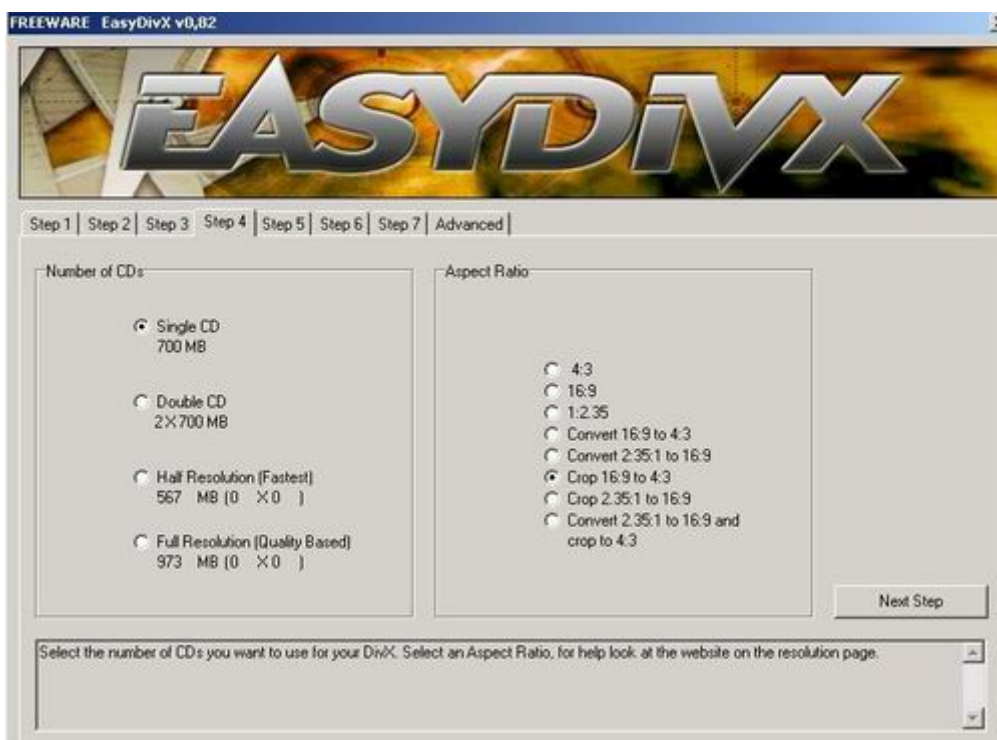 FREEWARE EasyDivX v0,82
EASYDiVX
Step 1 Step 2 Step 3 Step 4 Step 5 Step 6 Step 7 Advanced
Number of CDs
Single CD
700 MB
Double CD
2X700 MB
Half Resolution (Fastest)
567 MB (0 X0 )
Full Resolution (Quality Based)
973 MB (0 X0 )
Aspect Ratio
4:3
16:9
1:2.35
Convert 16:9 to 4:3
Convert 2:35:1 to 16:9
Crop 16:9 to 4:3
Crop 2.35:1 to 16:9
Convert 2.35:1 to 16:9 and
crop to 4:3
Next Step
Select the number of CDs you want to use for your DivX. Select an Aspect Ratio, for help look at the website on the resolution page.